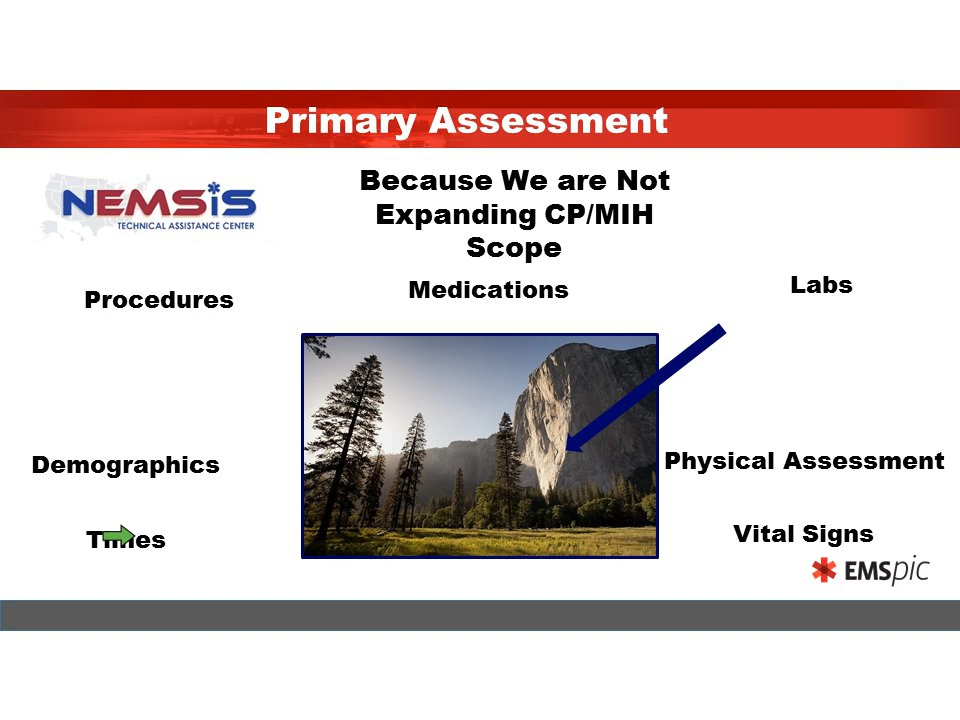 Primary Assessment
NEMSIS
TECHNICAL ASSISTANCE CENTER
Because We are Not
Expanding CP/MIH
Scope
Procedures
Medications
Labs
Demographics
Physical Assessment
Times
Vital Signs
EMSpic